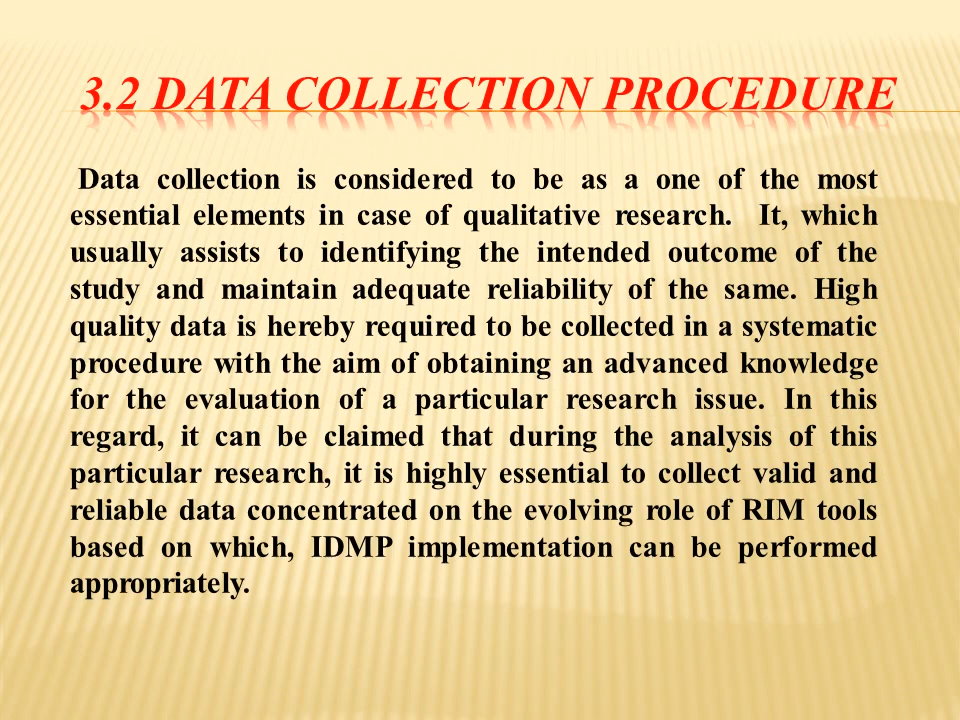 3.2 DATA COLLECTION PROCEDURE
Data collection is considered to be as a one of the most
essential elements in case of qualitative research. It, which
usually assists to identifying the intended outcome of the
study and maintain adequate reliability of the same. High
quality data is hereby required to be collected in a systematic
procedure with the aim of obtaining an advanced knowledge
for the evaluation of a particular research issue. In this
regard, it can be claimed that during the analysis of this
particular research, it is highly essential to collect valid and
reliable data concentrated on the evolving role of RIM tools
based on which, IDMP implementation can be performed
appropriately.